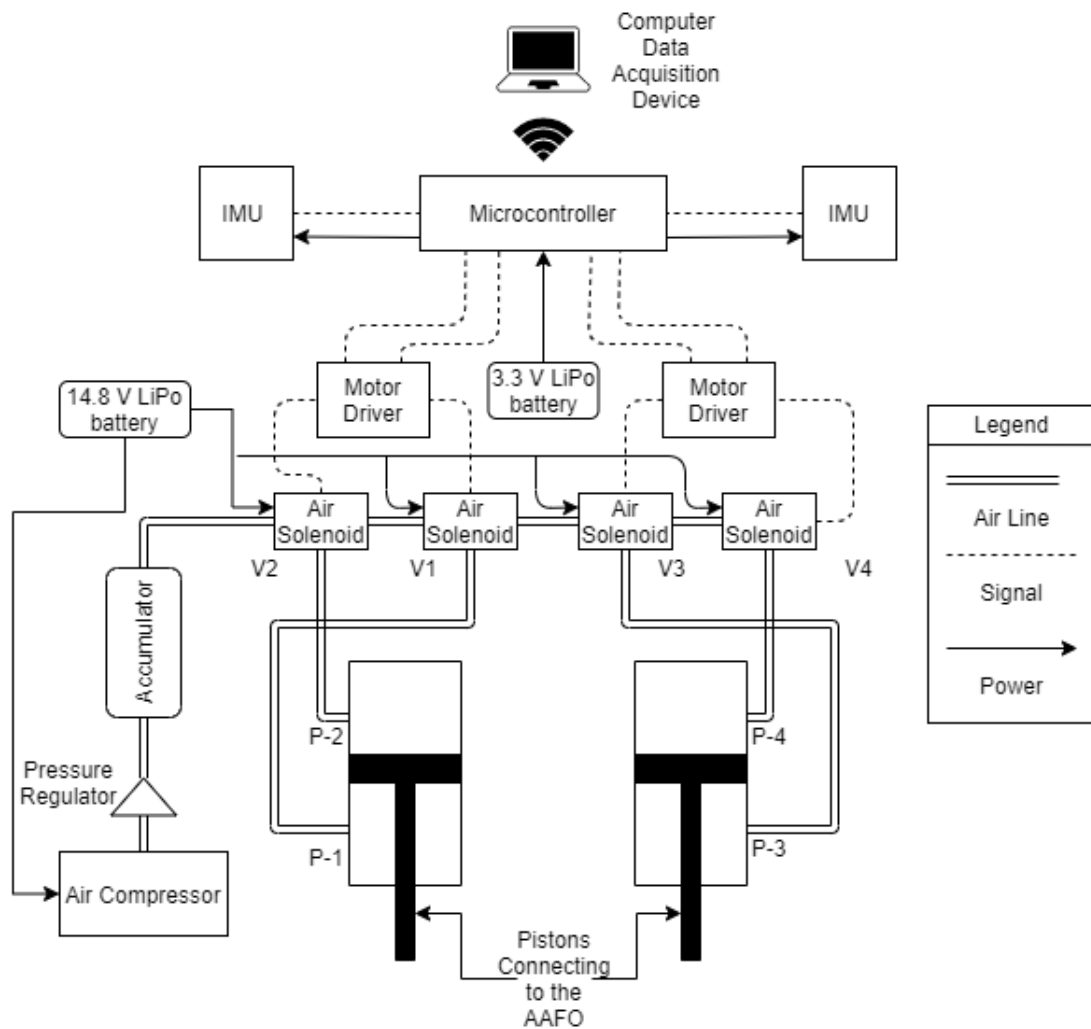 Computer
Data
Acquisition
Device
IMU
Microcontroller
IMU
14.8 V LiPo
battery
Motor
Driver
3.3 V LiPo
battery
Motor
Driver
Legend
Air Line
Signal
Power
Air
Solenoid
Air
Solenoid
Air
Solenoid
Air
Solenoid
V2
V1
V3
V4
Accumulator
P-2
P-4
Pressure
Regulator
P-1
P-3
Air Compressor
Pistons
Connecting
to the
AAFO